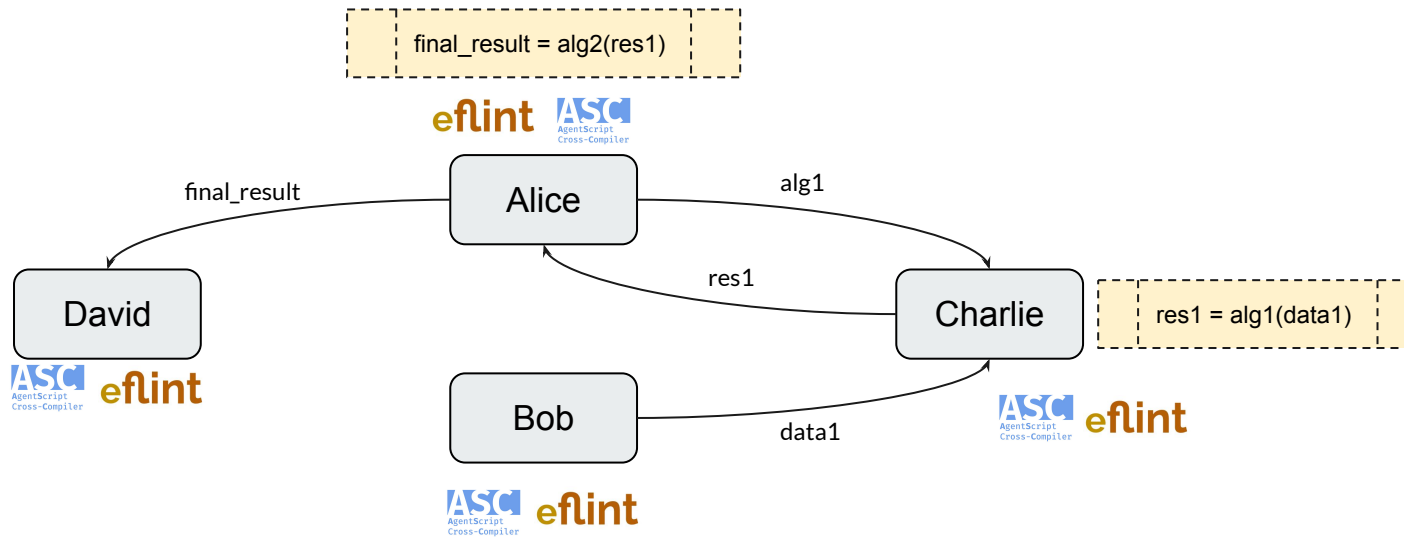 final_result = alg2(res1)
eflint
ASC
AgentScript
Cross-Compiler
final_result
Alice
alg1
res1
David
Charlie
res1 = alg1(data1)
ASC
AgentScript
Cross-Compiler
eflint
Bob
data1
ASC
AgentScript
Cross-Compiler
eflint
ASC
AgentScript
Cross-Compiler
eflint